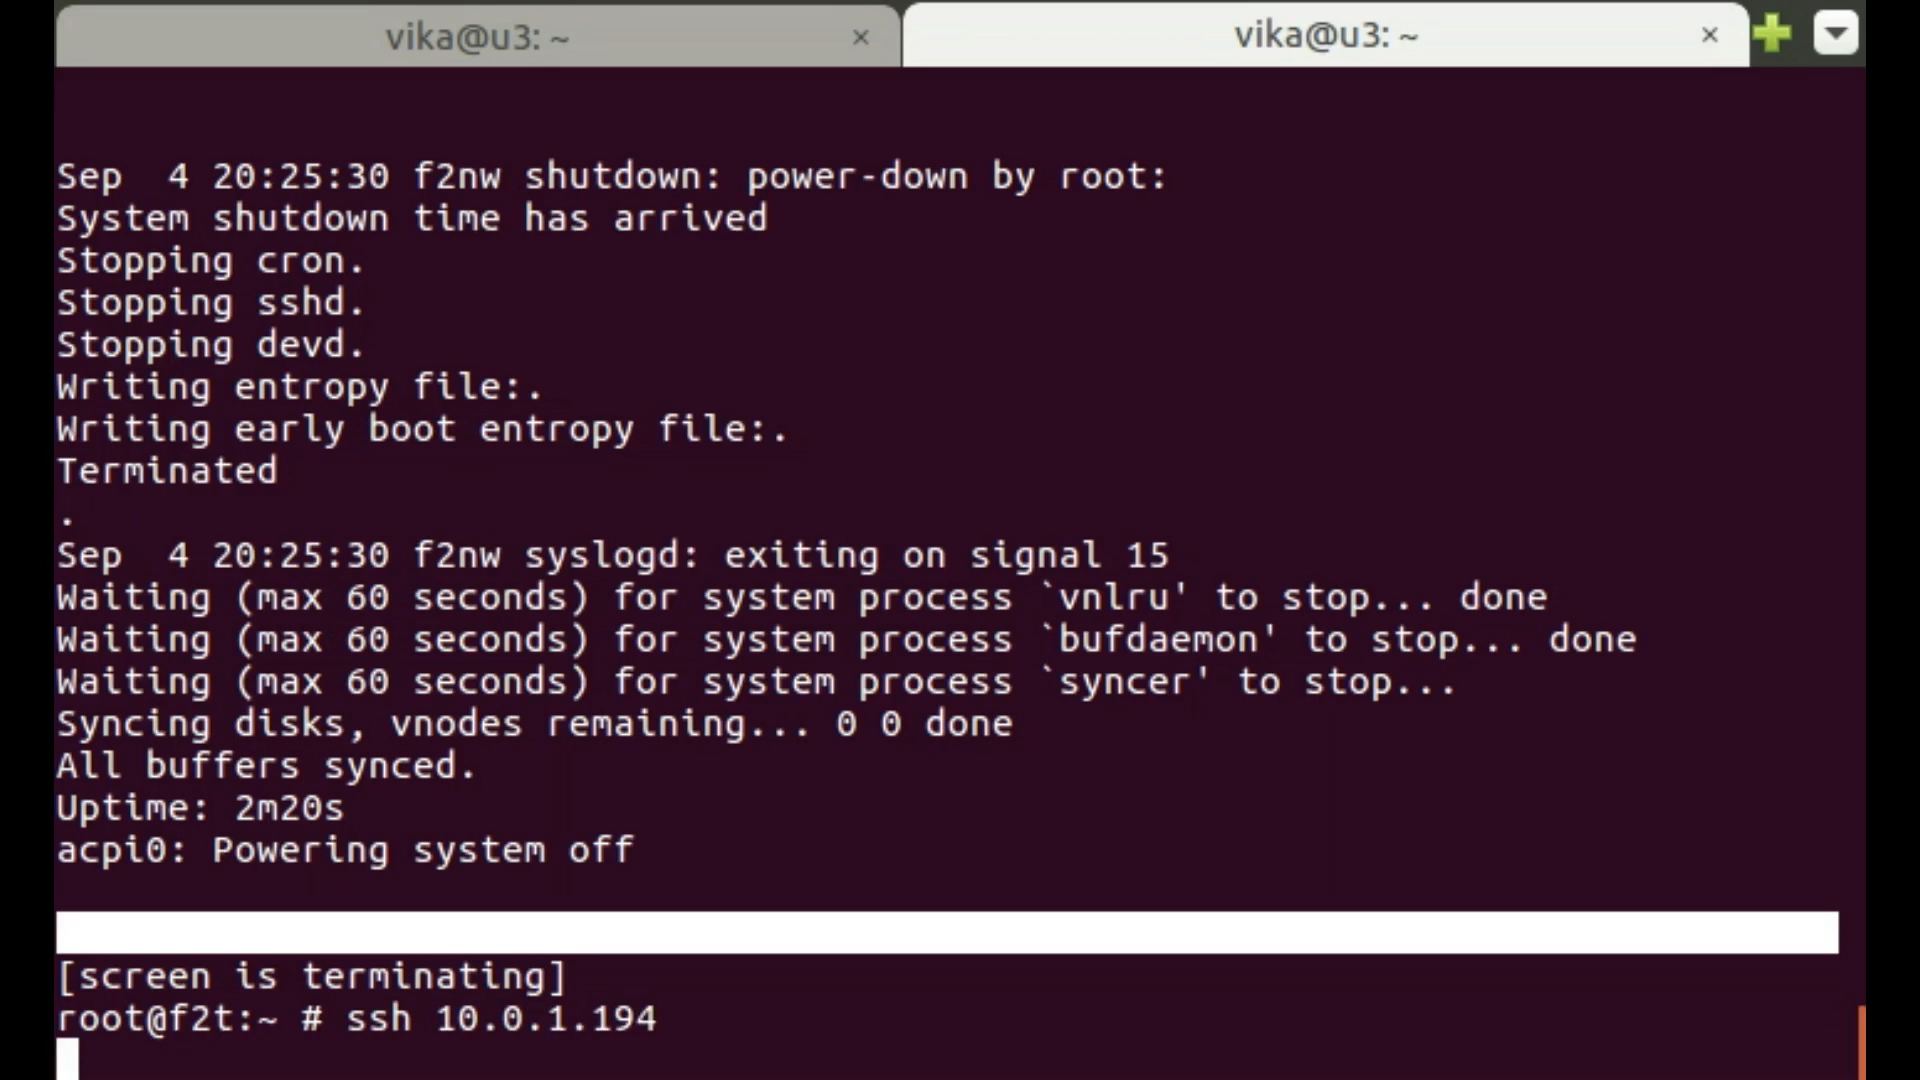 vika@u3: ~ × vika@u3: ~ ×
Sep  4 20:25:30 f2nw shutdown: power-down by root:
System shutdown time has arrived
Stopping cron.
Stopping sshd.
Stopping devd.
Writing entropy file:.
Writing early boot entropy file:.
Terminated
.
Sep  4 20:25:30 f2nw syslogd: exiting on signal 15
Waiting (max 60 seconds) for system process `vnlru' to stop... done
Waiting (max 60 seconds) for system process `bufdaemon' to stop... done
Waiting (max 60 seconds) for system process `syncer' to stop...
Syncing disks, vnodes remaining... 0 0 done
All buffers synced.
Uptime: 2m20s
acpi0: Powering system off
[screen is terminating]
root@f2t:~ # ssh 10.0.1.194